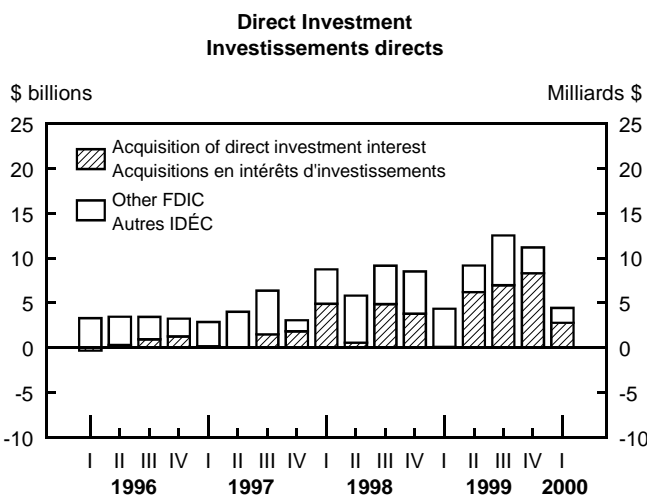 Direct Investment
Investissements directs
$ billions Milliards $
25 25
Acquisition of direct investment interest
Acquisitions en intérêts d'investissements
20 20
Other FDIC
Autres IDÉC
15 15
10 10
5 5
0 0
-5 -5
-10 -10
I II III IV I II III IV I II III IV I II III IV I
1996 1997 1998 1999 2000